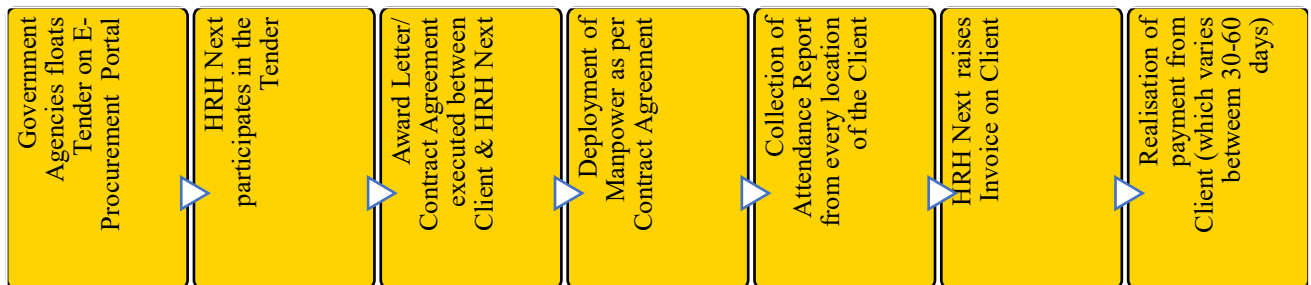 Government
Agencies floats
Tender on E-
Procurement Portal
HRH Next
participates in the
Tender
Award Letter/
Contract Agreement
executed between
Client & HRH Next
Deployment of
Manpower as per
Contract Agreement
Collection of
Attendance Report
from every location
of the Client
HRH Next raises
Invoice on Client
Realisation of
payment from
Client (which varies
betweem 30-60
days)